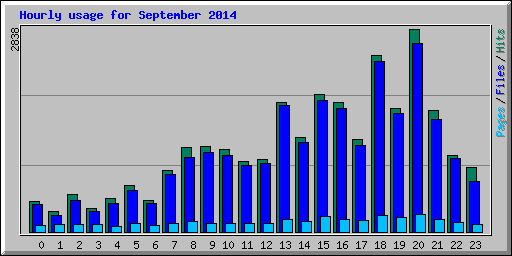 Hourly usage for September 2014
2838
Pages/Files/Hits
0 1 2 3 4 5 6 7 8 9 10 11 12 13 14 15 16 17 18 19 20 21 22 23